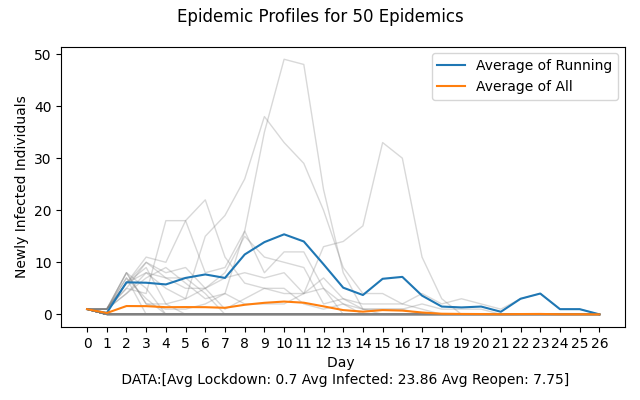 Epidemic Profiles for 50 Epidemics
Average of Running
Average of All
Newly Infected Individuals
50
40
30
20
10
0
0 1 2 3 4 5 6 7 8 9 10 11 12 13 14 15 16 17 18 19 20 21 22 23 24 25 26
Day
DATA:[Avg Lockdown: 0.7 Avg Infected: 23.86 Avg Reopen: 7.75]